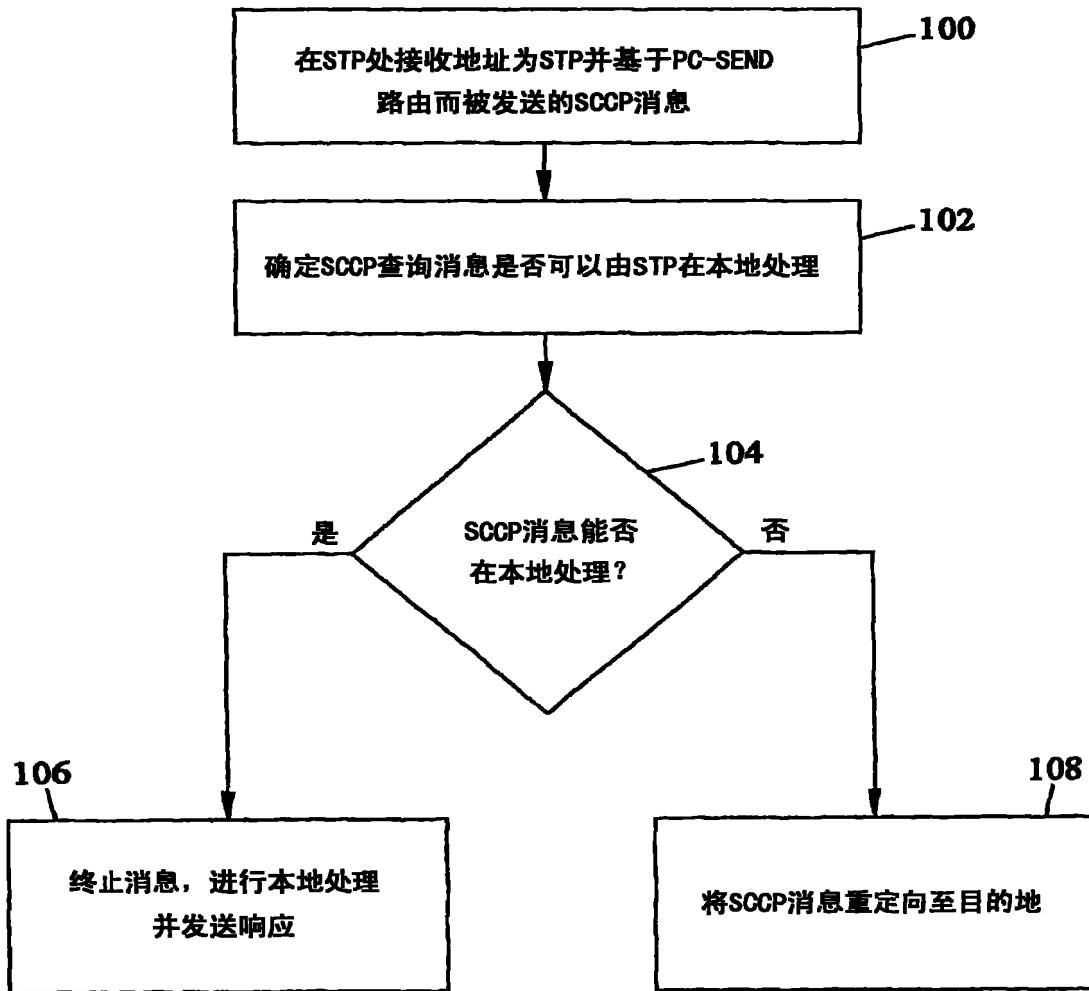 在STP处接收地址为STP并基于PC-SEND
路由而被发送的SCCP消息
100
确定SCCP查询消息是否可以由STP在本地处理
102
104
SCCP消息能否
在本地处理？
是
否
106
终止消息，进行本地处理
并发送响应
108
将SCCP消息重定向至目的地